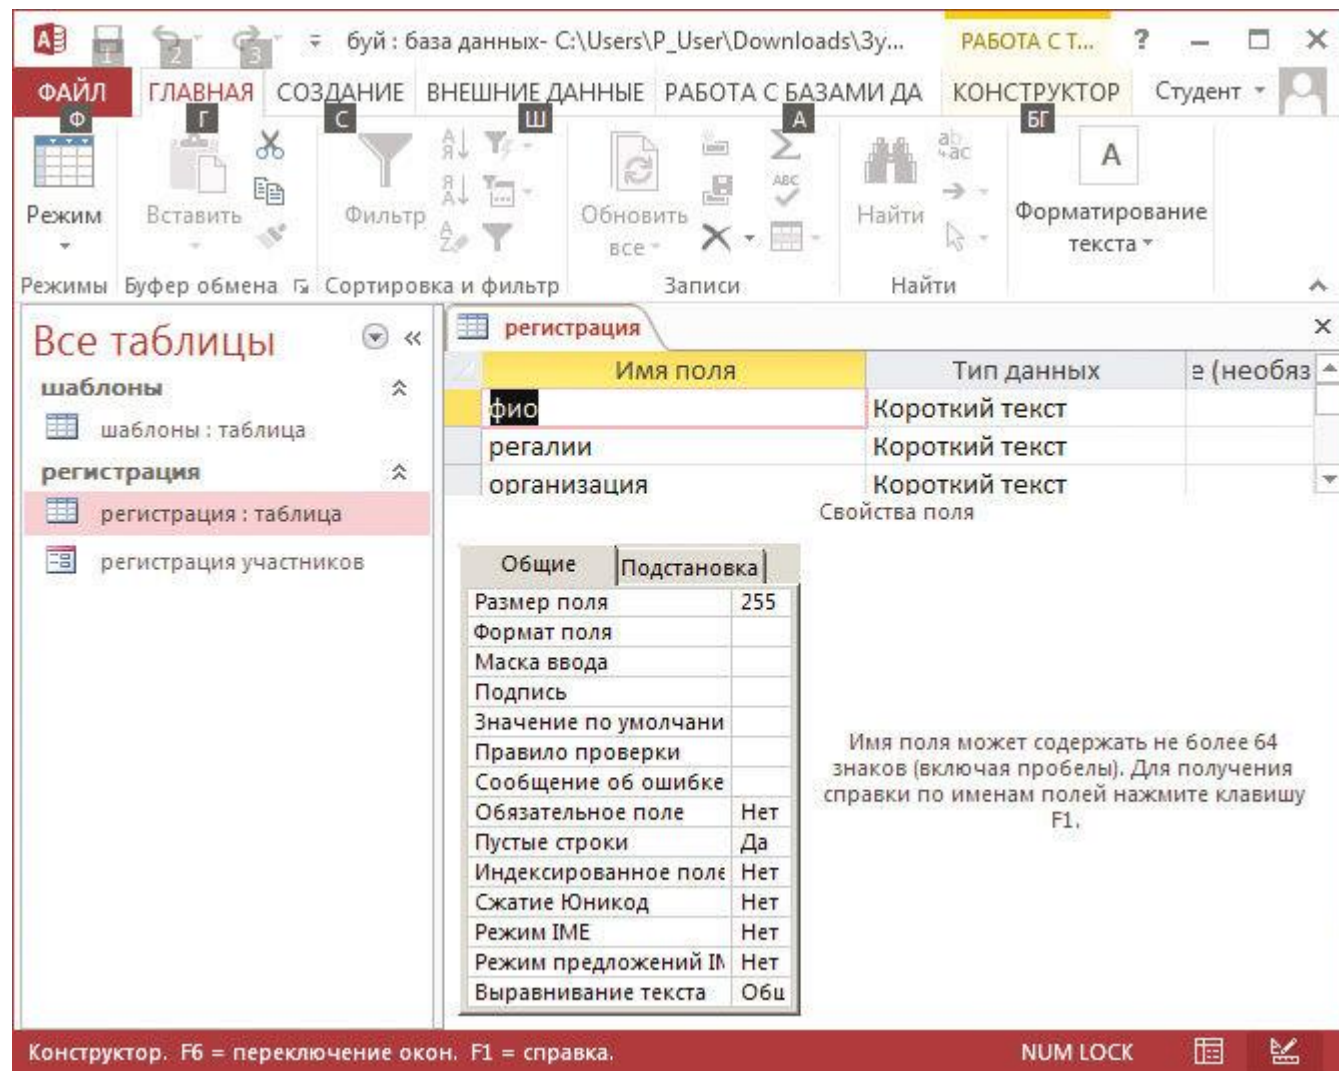 буй : база данных- C:\Users\P_User\Downloads\Зу... РАБОТА С Т... ?
1 2 3
ФАЙЛ ГЛАВНАЯ СОЗДАНИЕ ВНЕШНИЕ ДАННЫЕ РАБОТА С БАЗАМИ ДА КОНСТРУКТОР Студент
Ф Г С Ш А БГ
Режим Вставить Фильтр Обновить все Найти Форматирование текста
Режимы Буфер обмена Сортировка и фильтр Записи Найти
Все таблицы
шаблоны
шаблоны : таблица
регистрация
регистрация : таблица
регистрация участников
регистрация
Имя поля Тип данных е (необяз
фио Короткий текст
регалии Короткий текст
организация Короткий текст
Свойства поля
Общие Подстановка
Размер поля 255
Формат поля
Маска ввода
Подпись
Значение по умолчани
Правило проверки
Сообщение об ошибке
Обязательное поле Нет
Пустые строки Да
Индексированное поле Нет
Сжатие Юникод Нет
Режим IME Нет
Режим предложений IM Нет
Выравнивание текста Общ
Имя поля может содержать не более 64
знаков (включая пробелы). Для получения
справки по именам полей нажмите клавишу
F1.
Конструктор. F6 = переключение окон. F1 = справка. NUM LOCK